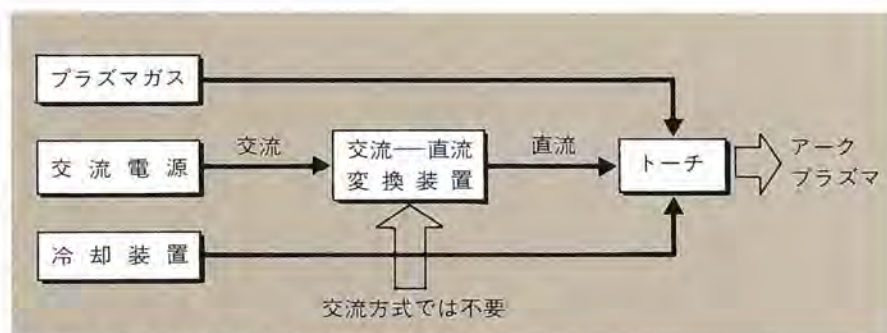 プラズマガス
交流電源
交流
交流―直流
変換装置
直流
トーチ
アーク
プラズマ
冷却装置
交流方式では不要